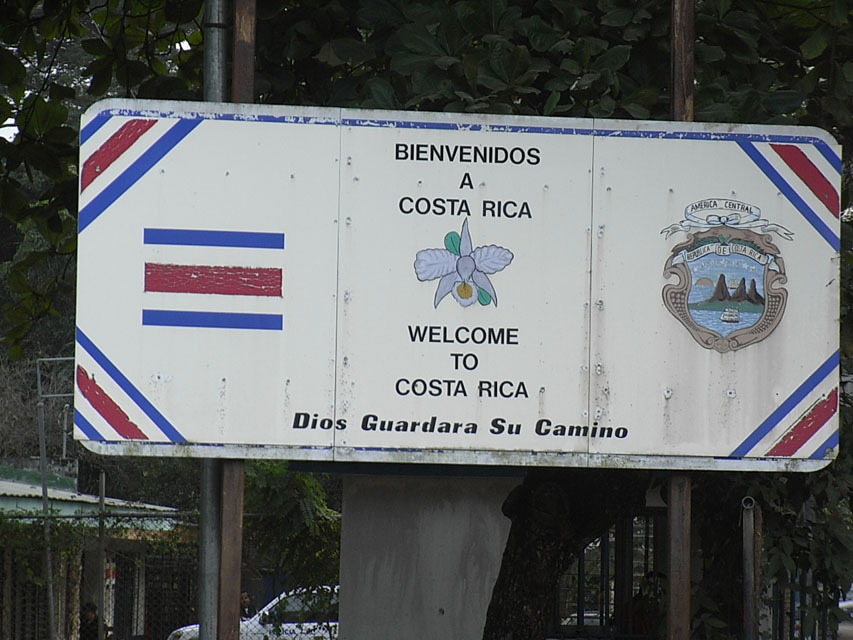 BIENVENIDOS
A
COSTA RICA
AMERICA CENTRAL
REPUBLICA DE COSTA RICA
WELCOME
TO
COSTA RICA
Dios Guardara Su Camino